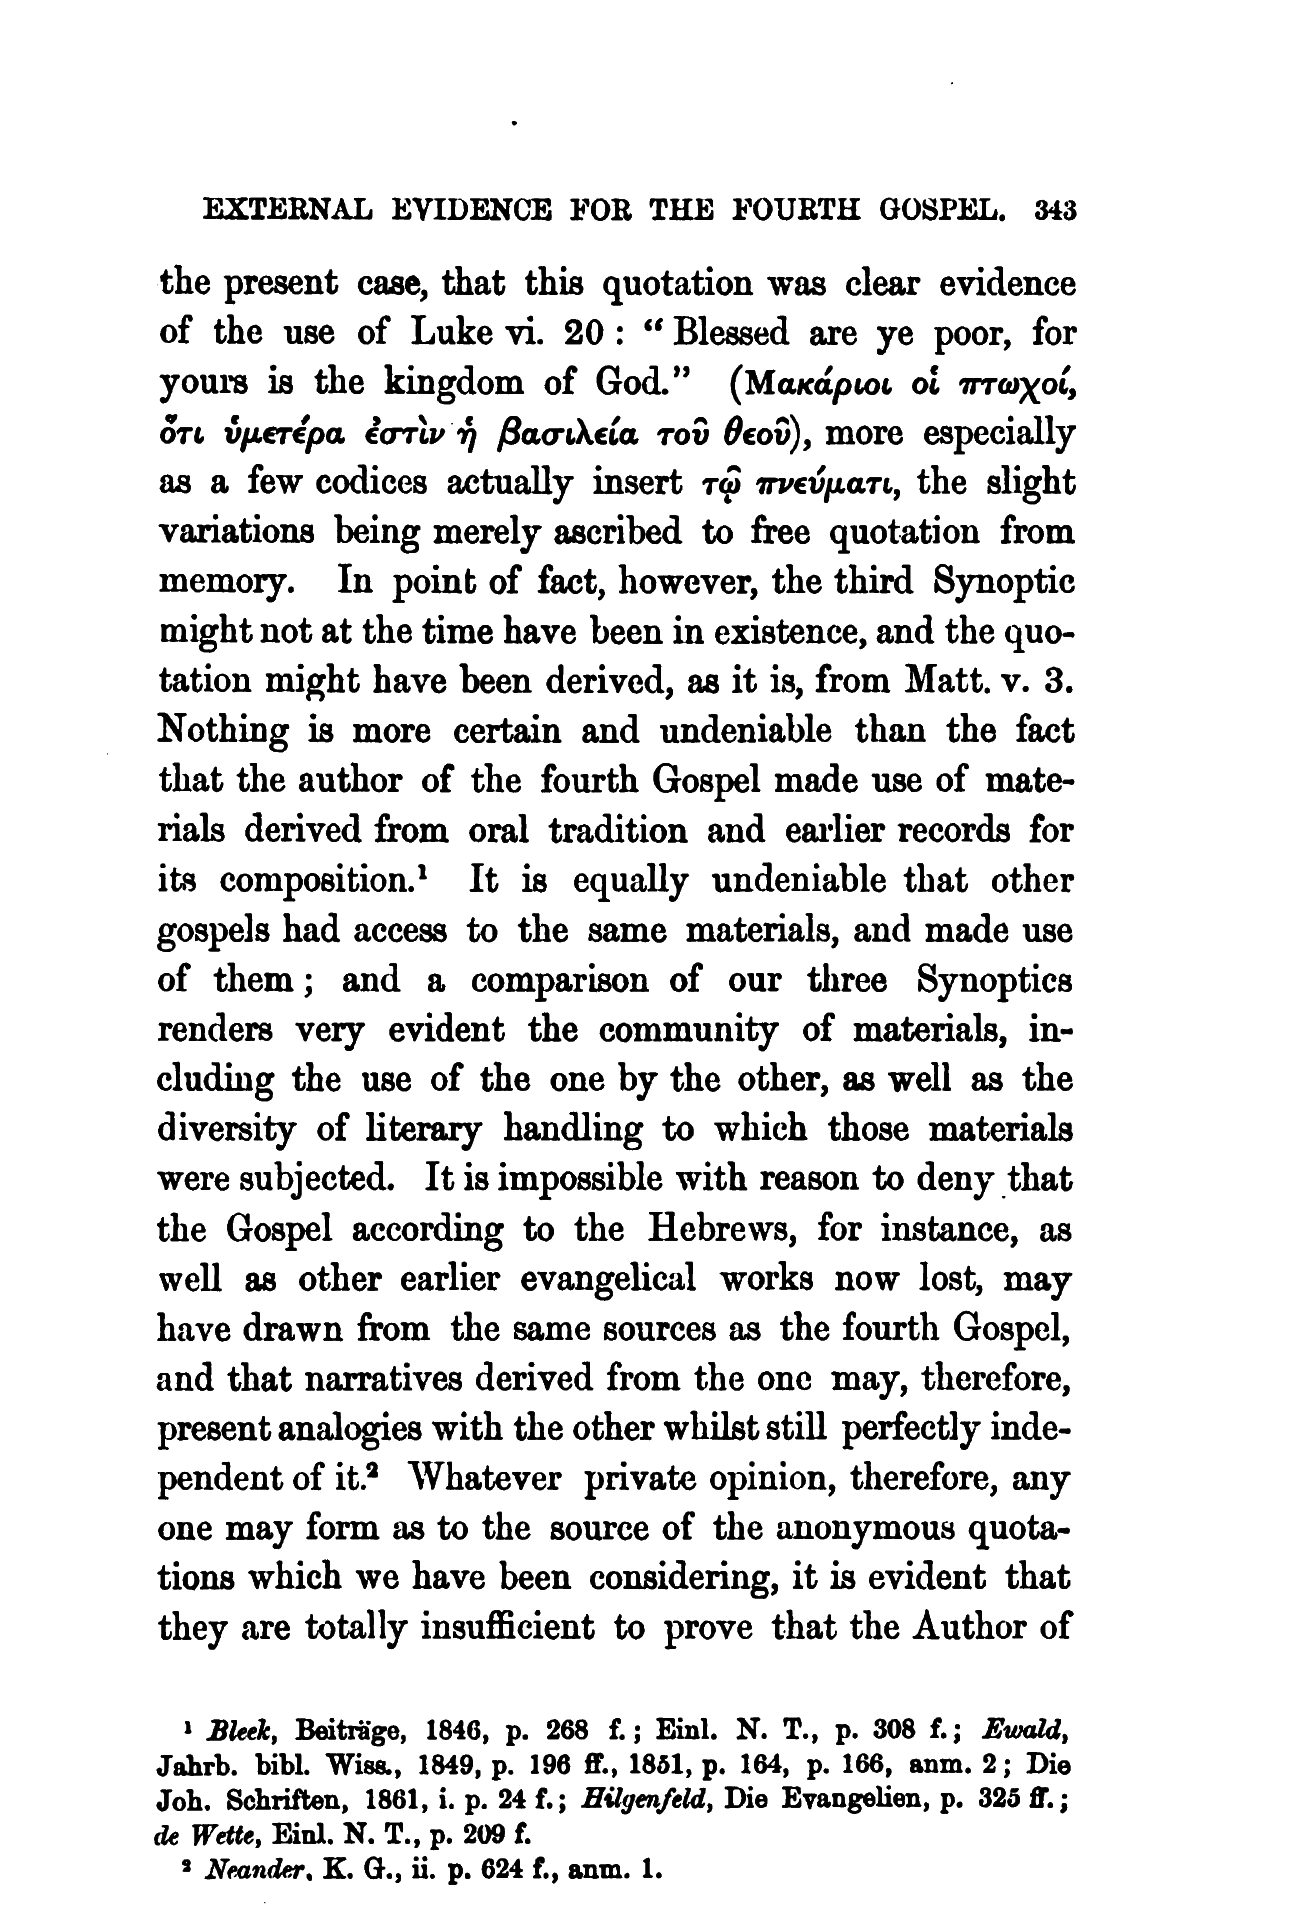 EXTERNAL EVIDENCE FOR THE FOURTH GOSPEL. 343
the present case, that this quotation was clear evidence
of the use of Luke vi. 20 : “ Blessed are ye poor, for
yours is the kingdom of God.” (Μακάριοι οἱ πτωχοί,
ὅτι ὑμετέρα ἐστὶν ἡ βασιλεία τοῦ θεοῦ), more especially
as a few codices actually insert τῷ πνεύματι, the slight
variations being merely ascribed to free quotation from
memory. In point of fact, however, the third Synoptic
might not at the time have been in existence, and the quo-
tation might have been derived, as it is, from Matt. v. 3.
Nothing is more certain and undeniable than the fact
that the author of the fourth Gospel made use of mate-
rials derived from oral tradition and earlier records for
its composition.¹ It is equally undeniable that other
gospels had access to the same materials, and made use
of them ; and a comparison of our three Synoptics
renders very evident the community of materials, in-
cluding the use of the one by the other, as well as the
diversity of literary handling to which those materials
were subjected. It is impossible with reason to deny that
the Gospel according to the Hebrews, for instance, as
well as other earlier evangelical works now lost, may
have drawn from the same sources as the fourth Gospel,
and that narratives derived from the one may, therefore,
present analogies with the other whilst still perfectly inde-
pendent of it.² Whatever private opinion, therefore, any
one may form as to the source of the anonymous quota-
tions which we have been considering, it is evident that
they are totally insufficient to prove that the Author of
¹ Bleek, Beiträge, 1846, p. 268 f. ; Einl. N. T., p. 308 f. ; Ewald,
Jahrb. bibl. Wiss., 1849, p. 196 ff., 1851, p. 164, p. 166, anm. 2 ; Die
Joh. Schriften, 1861, i. p. 24 f. ; Hilgenfeld, Die Evangelien, p. 325 ff. ;
de Wette, Einl. N. T., p. 209 f.
² Neander, K. G., ii. p. 624 f., anm. 1.